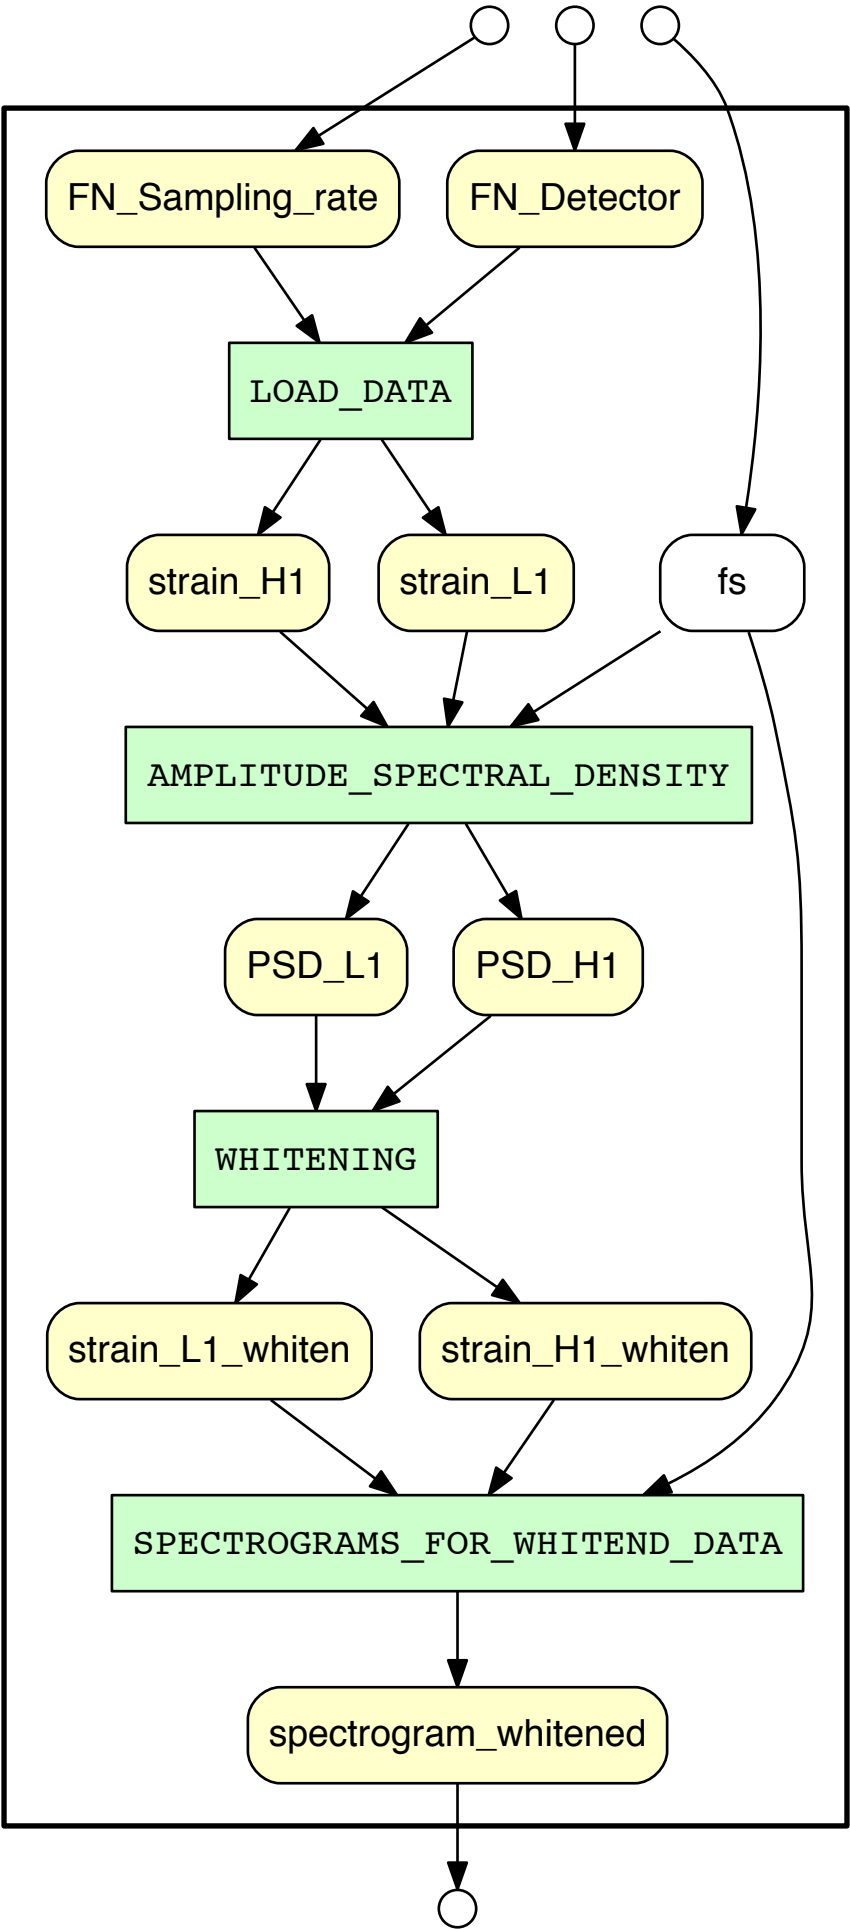 FN_Sampling_rate
FN_Detector
LOAD_DATA
strain_H1
strain_L1
fs
AMPLITUDE_SPECTRAL_DENSITY
PSD_L1
PSD_H1
WHITENING
strain_L1_whiten
strain_H1_whiten
SPECTROGRAMS_FOR_WHITEND_DATA
spectrogram_whitened